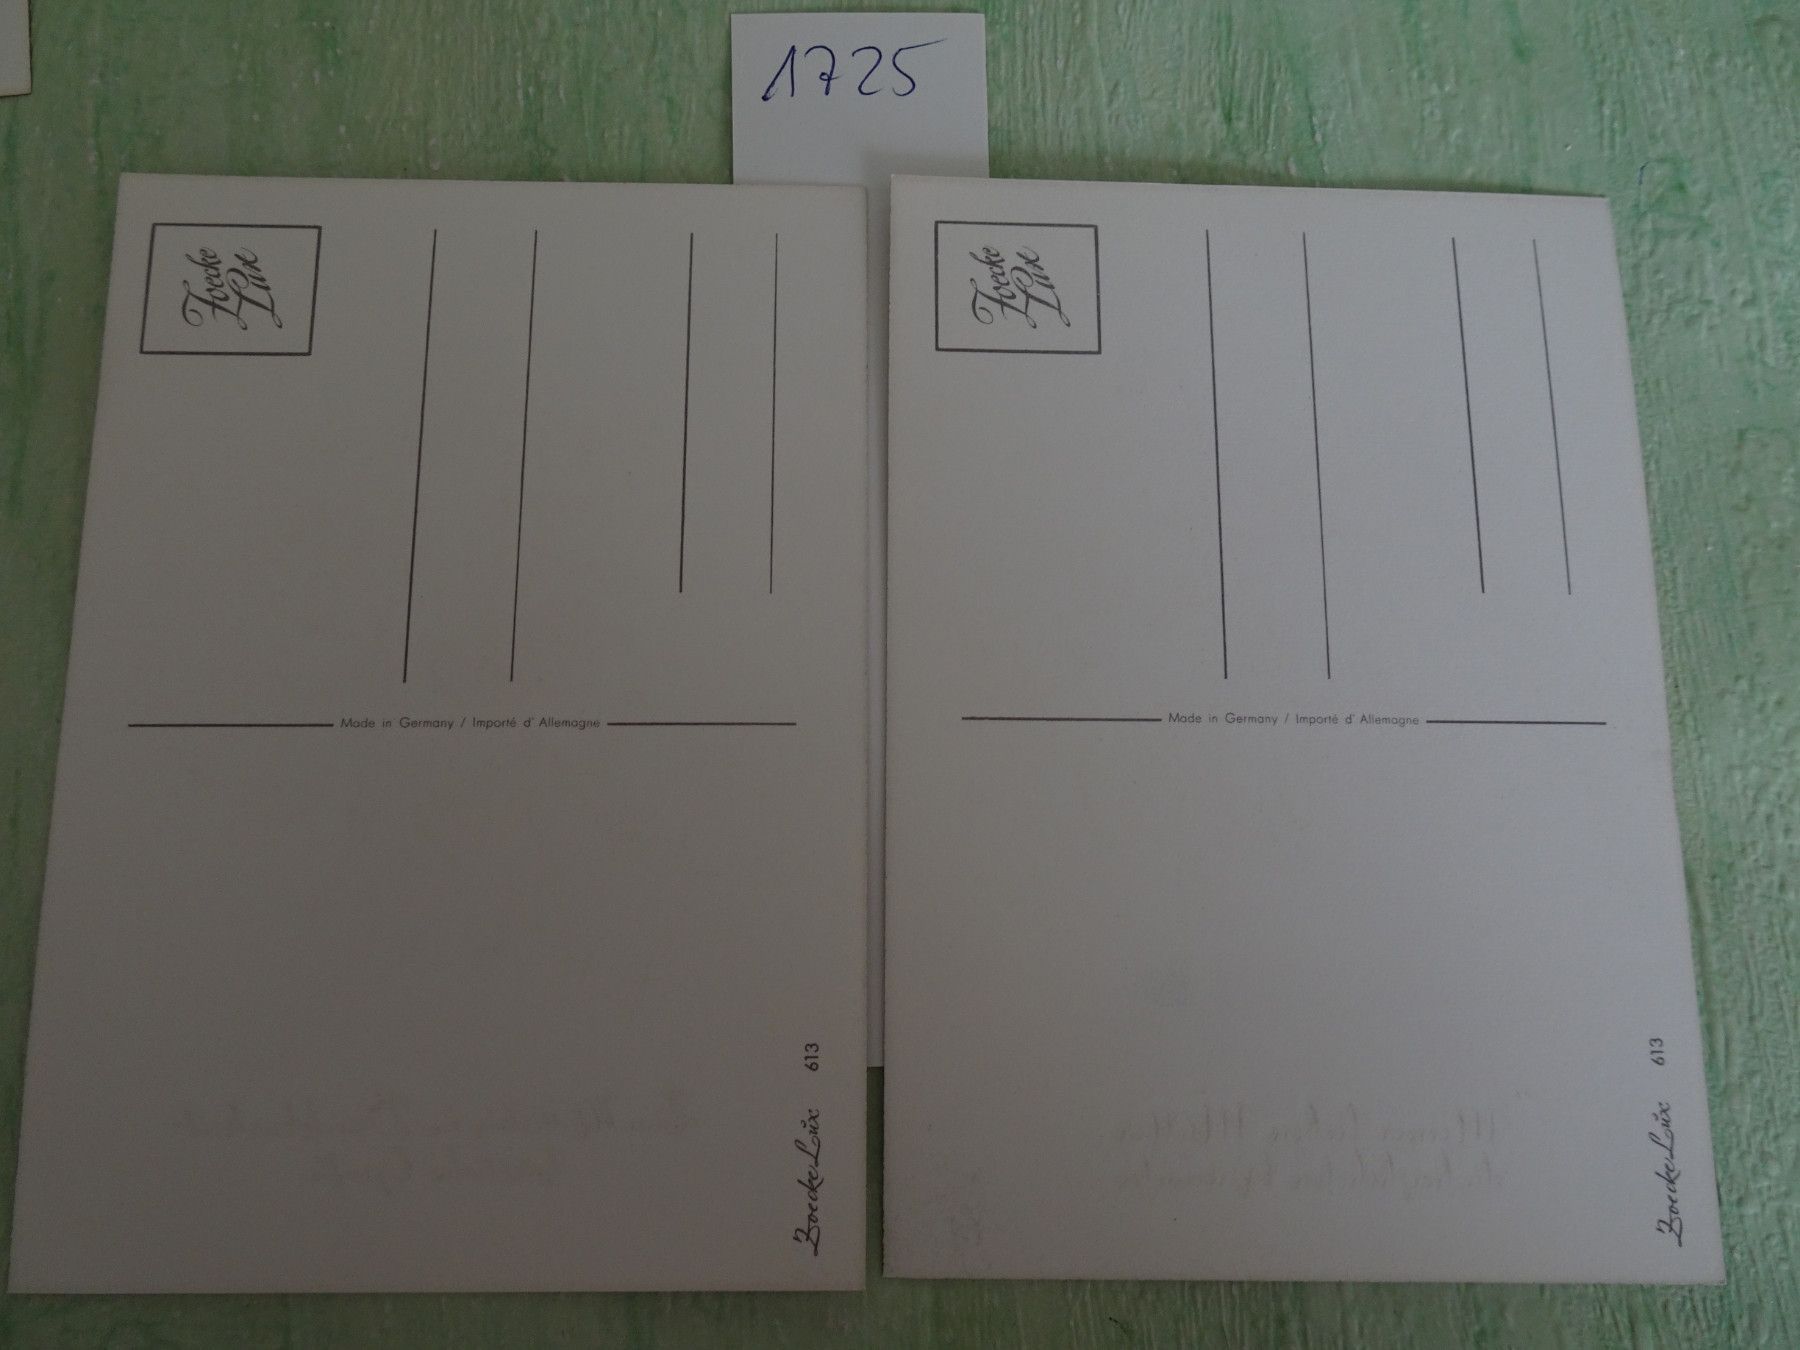 1725
Zoecke
Lux
Made in Germany / Importé d' Allemagne
Zoecke Lux 613
Zoecke
Lux
Made in Germany / Importé d' Allemagne
Zoecke Lux 613